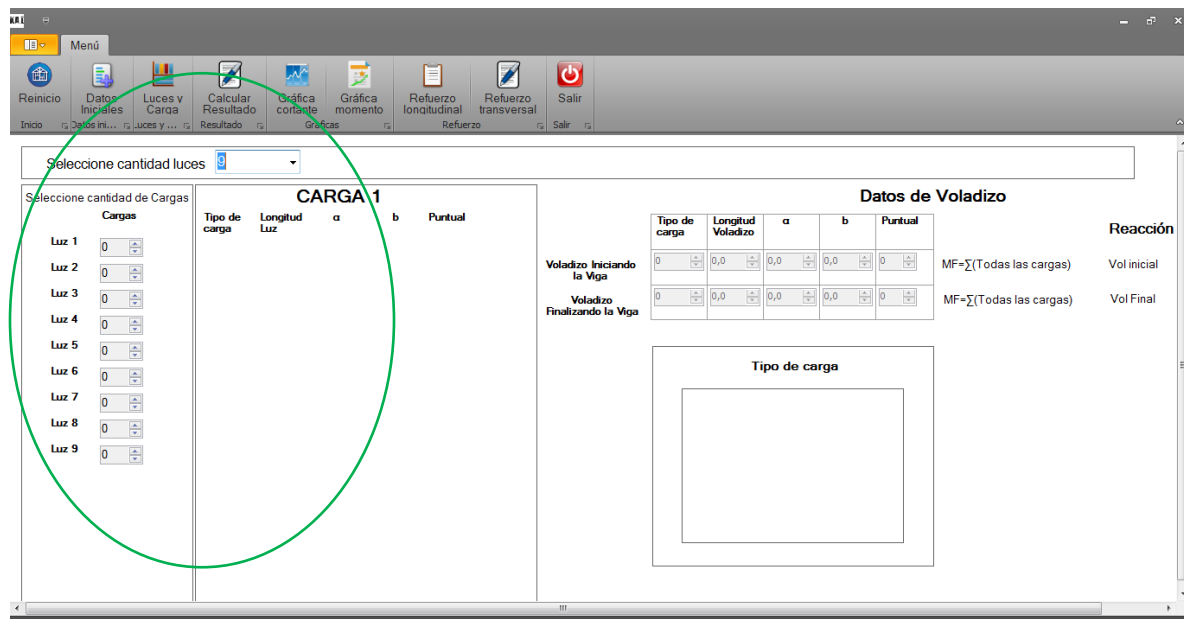 Menú
Reinicio
Datos Iniciales
Luces y Carga
Calcular Resultado
Gráfica cortante
Gráfica momento
Refuerzo longitudinal
Refuerzo transversal
Salir
Inicio
Datos ini...
Luces y ...
Resultado
Gráficas
Refuerzo
Salir
Seleccione cantidad luces 9
Seleccione cantidad de Cargas
Cargas
Luz 1 0
Luz 2 0
Luz 3 0
Luz 4 0
Luz 5 0
Luz 6 0
Luz 7 0
Luz 8 0
Luz 9 0
CARGA 1
Tipo de carga
Longitud Luz
α
b
Puntual
Datos de Voladizo
Tipo de carga
Longitud Voladizo
α
b
Puntual
Reacción
Voladizo Iniciando la Viga
0 0,0 0,0 0,0 0
MF=∑(Todas las cargas)
Vol inicial
Voladizo Finalizando la Viga
0 0,0 0,0 0,0 0
MF=∑(Todas las cargas)
Vol Final
Tipo de carga